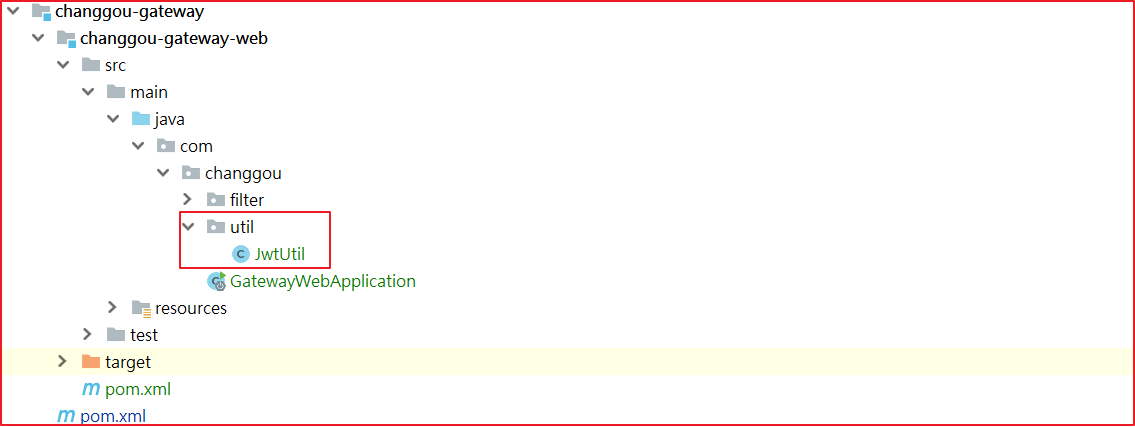 changgou-gateway
changgou-gateway-web
src
main
java
com
changgou
filter
util
JwtUtil
GatewayWebApplication
resources
test
target
pom.xml
pom.xml